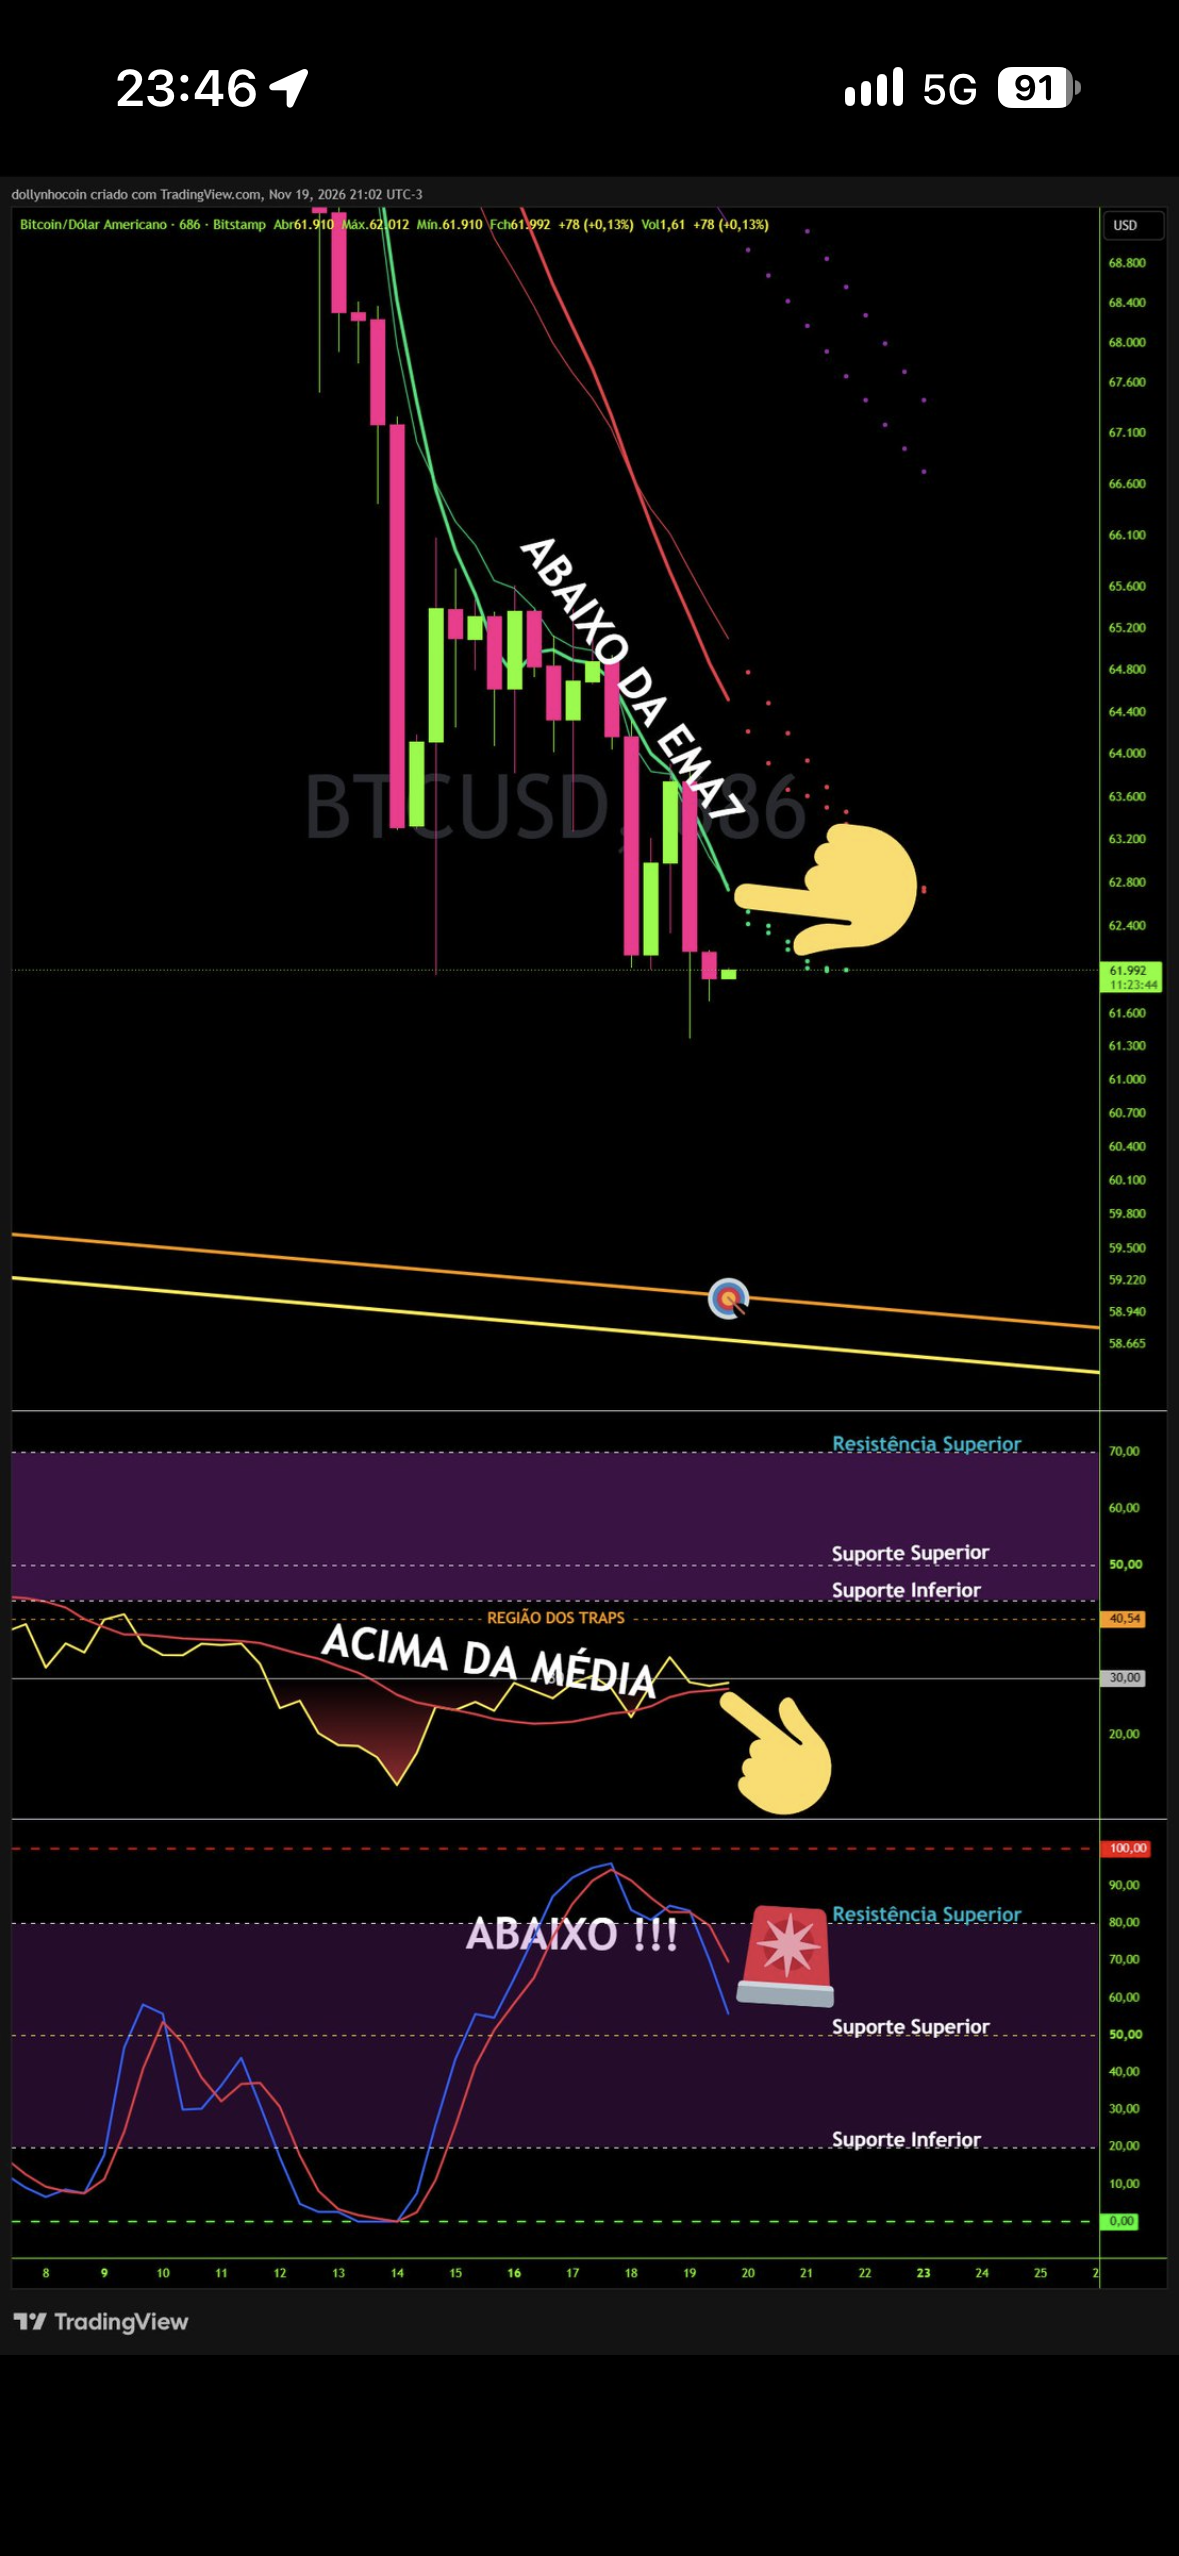 23:46
5G
91
dollynhocoin criado com TradingView.com, Nov 19, 2026 21:02 UTC-3
Bitcoin/Dólar Americano · 686 · Bitstamp Abr61.910 Máx.62.012 Mín.61.910 Fch61.992 +78 (+0,13%) Vol1,61 +78 (+0,13%)
USD
68.800
68.400
68.000
67.600
67.100
66.600
66.100
65.600
65.200
64.800
64.400
64.000
63.600
63.200
62.800
62.400
61.992
11:23:44
61.600
61.300
61.000
60.700
60.400
60.100
59.800
59.500
59.220
58.940
58.665
ABAIXO DA EMA7
BTCUSD, 686
Resistência Superior
70,00
60,00
Suporte Superior
50,00
Suporte Inferior
REGIÃO DOS TRAPS
40,54
ACIMA DA MÉDIA
30,00
20,00
100,00
90,00
Resistência Superior
ABAIXO !!!
80,00
70,00
60,00
Suporte Superior
50,00
40,00
30,00
Suporte Inferior
20,00
10,00
0,00
8 9 10 11 12 13 14 15 16 17 18 19 20 21 22 23 24 25 2
TradingView